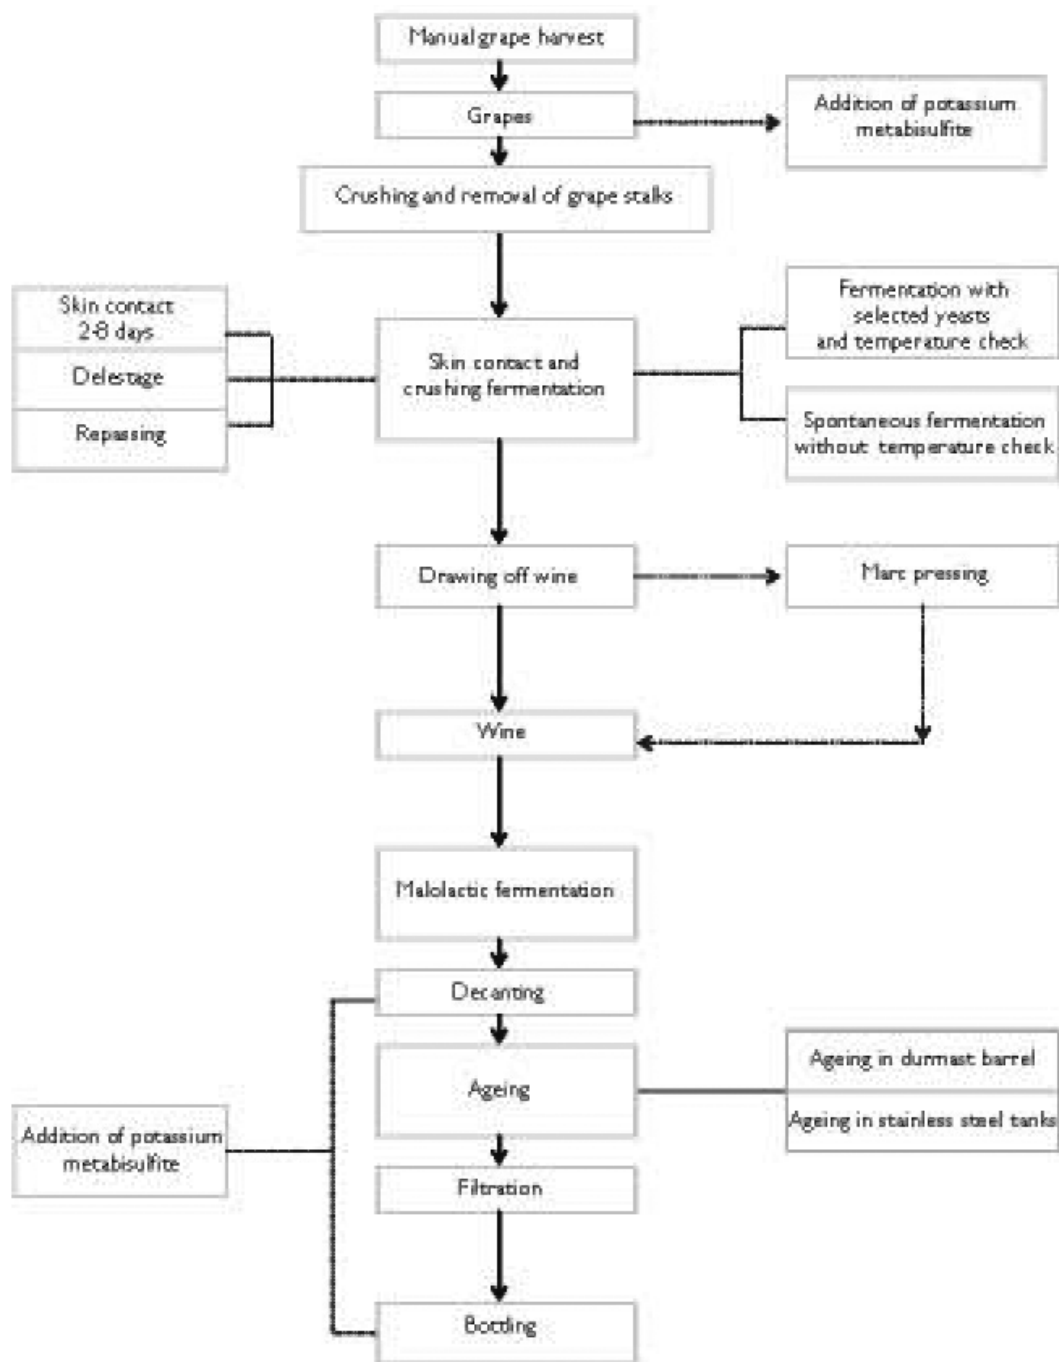 Manual grape harvest
Grapes
Addition of potassium
metabisulfite
Crushing and removal of grape stalks
Skin contact
2-8 days
Delestage
Repassing
Skin contact and
crushing fermentation
Fermentation with
selected yeasts
and temperature check
Spontaneous fermentation
without temperature check
Drawing off wine
Marc pressing
Wine
Malolactic fermentation
Decanting
Ageing
Ageing in durmast barrel
Ageing in stainless steel tanks
Addition of potassium
metabisulfite
Filtration
Bottling